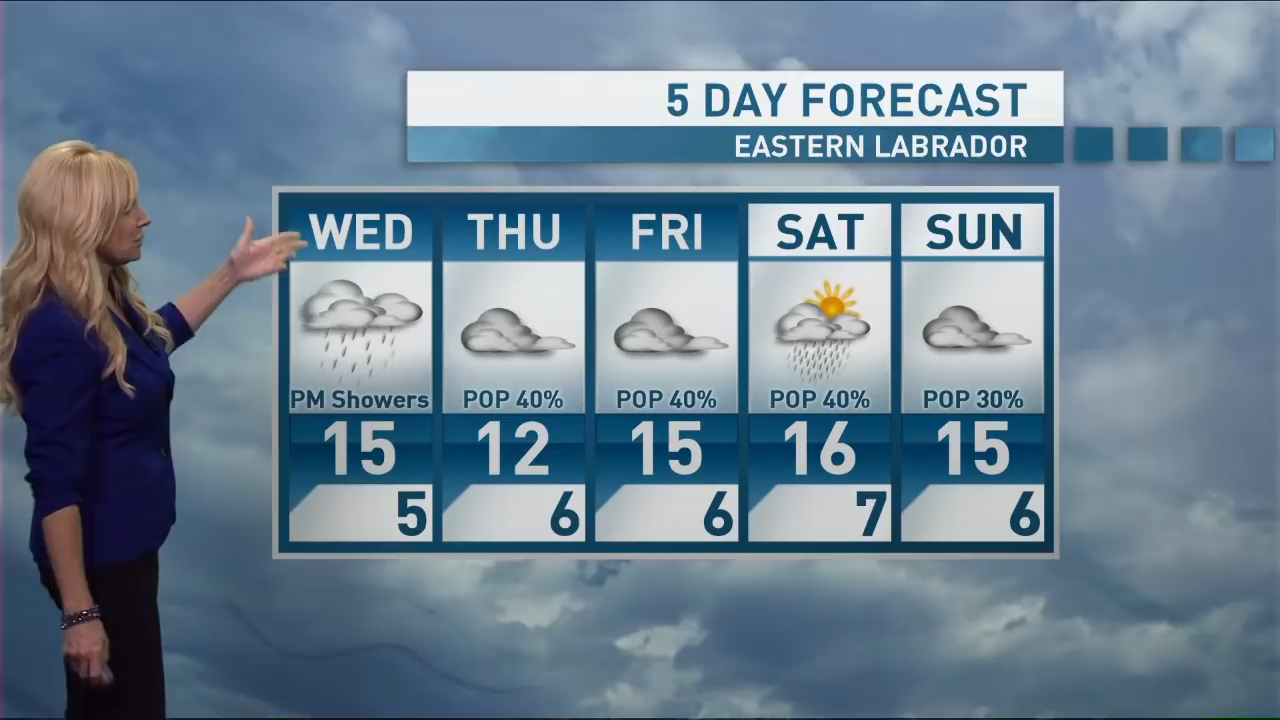 5 DAY FORECAST
EASTERN LABRADOR
WED THU FRI SAT SUN
PM Showers POP 40% POP 40% POP 40% POP 30%
15 12 15 16 15
5 6 6 7 6